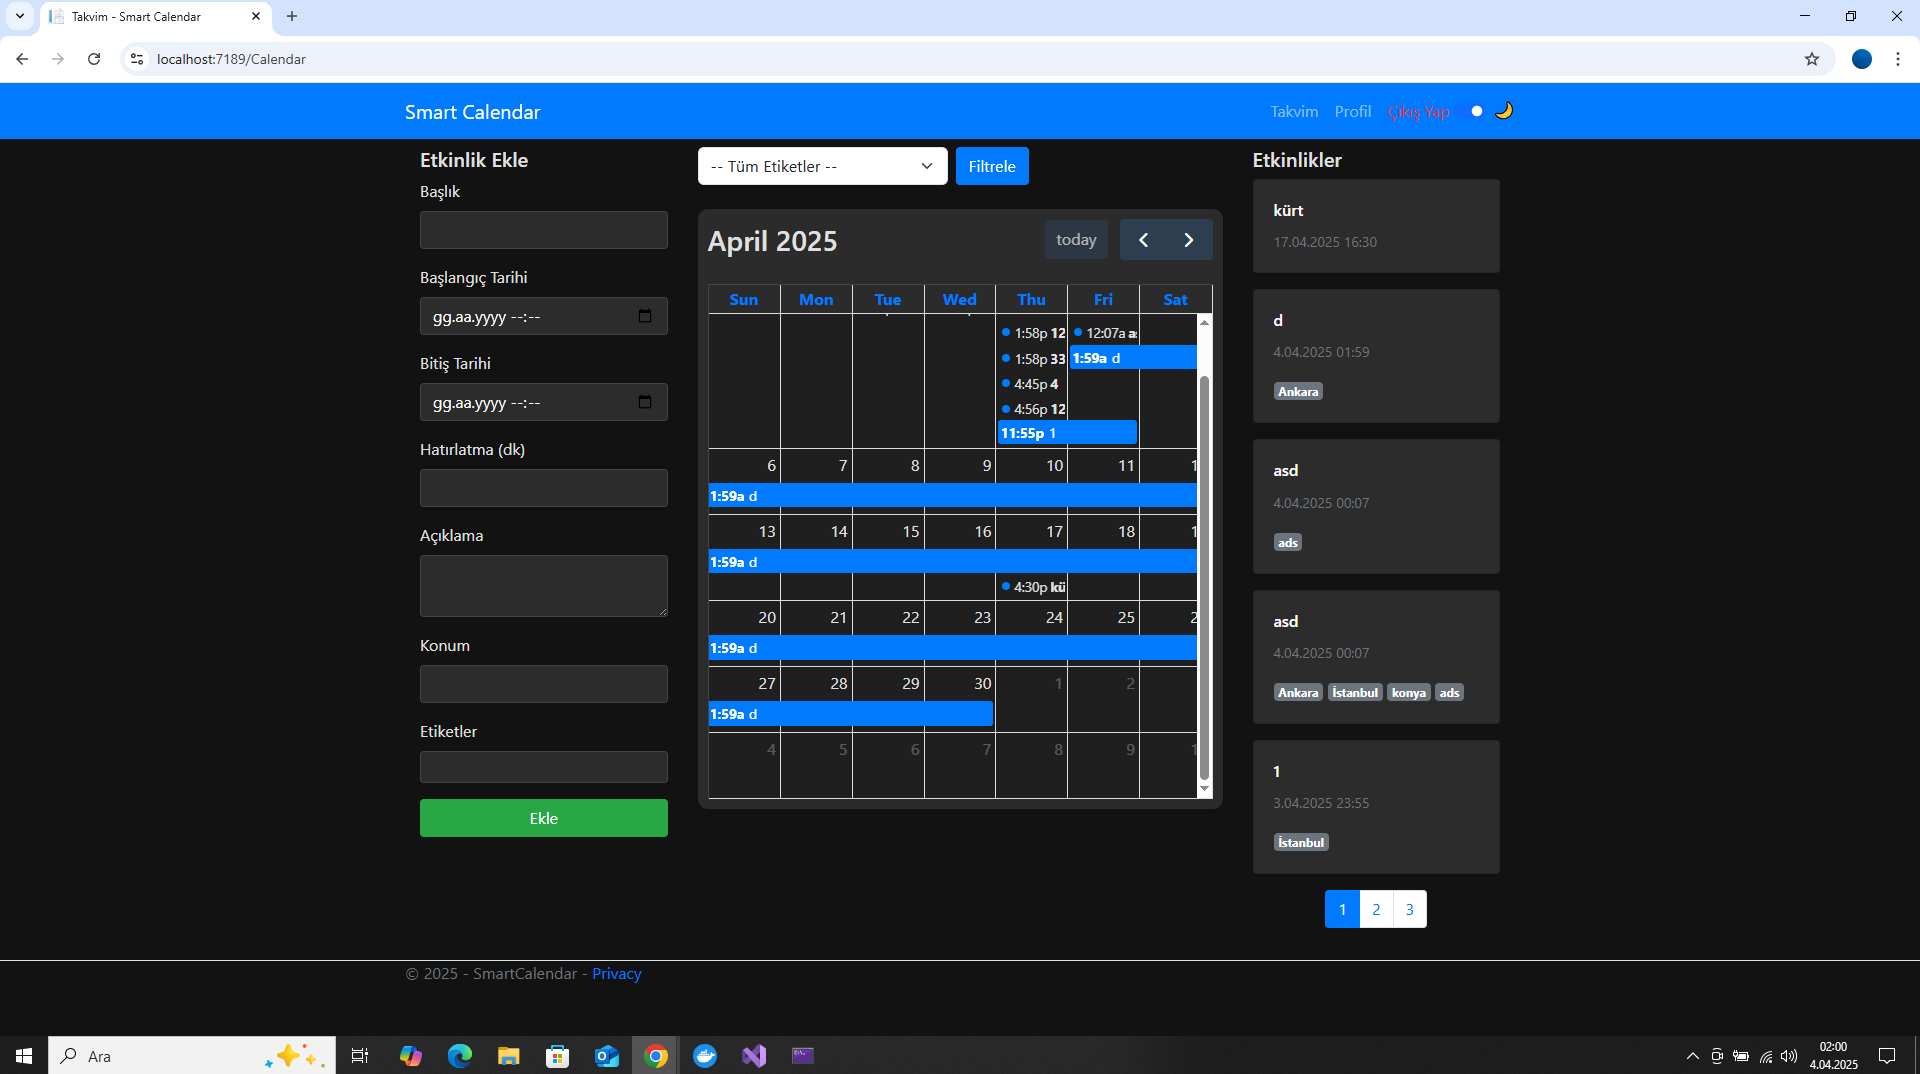 Takvim - Smart Calendar
localhost:7189/Calendar
Smart Calendar
Takvim Profil Çıkış Yap
Etkinlik Ekle
Başlık
Başlangıç Tarihi
gg.aa.yyyy --:--
Bitiş Tarihi
gg.aa.yyyy --:--
Hatırlatma (dk)
Açıklama
Konum
Etiketler
Ekle
-- Tüm Etiketler --
Filtrele
April 2025
today
Sun Mon Tue Wed Thu Fri Sat
1:58p 12
12:07a
1:58p 33
1:59a d
4:45p 4
4:56p 12
11:55p 1
6 7 8 9 10 11 1
1:59a d
13 14 15 16 17 18 1
1:59a d
4:30p kü
20 21 22 23 24 25 2
1:59a d
27 28 29 30 1 2
1:59a d
4 5 6 7 8 9 1
Etkinlikler
kürt
17.04.2025 16:30
d
4.04.2025 01:59
Ankara
asd
4.04.2025 00:07
ads
asd
4.04.2025 00:07
Ankara İstanbul konya ads
1
3.04.2025 23:55
İstanbul
1 2 3
© 2025 - SmartCalendar - Privacy
Ara
02:00
4.04.2025